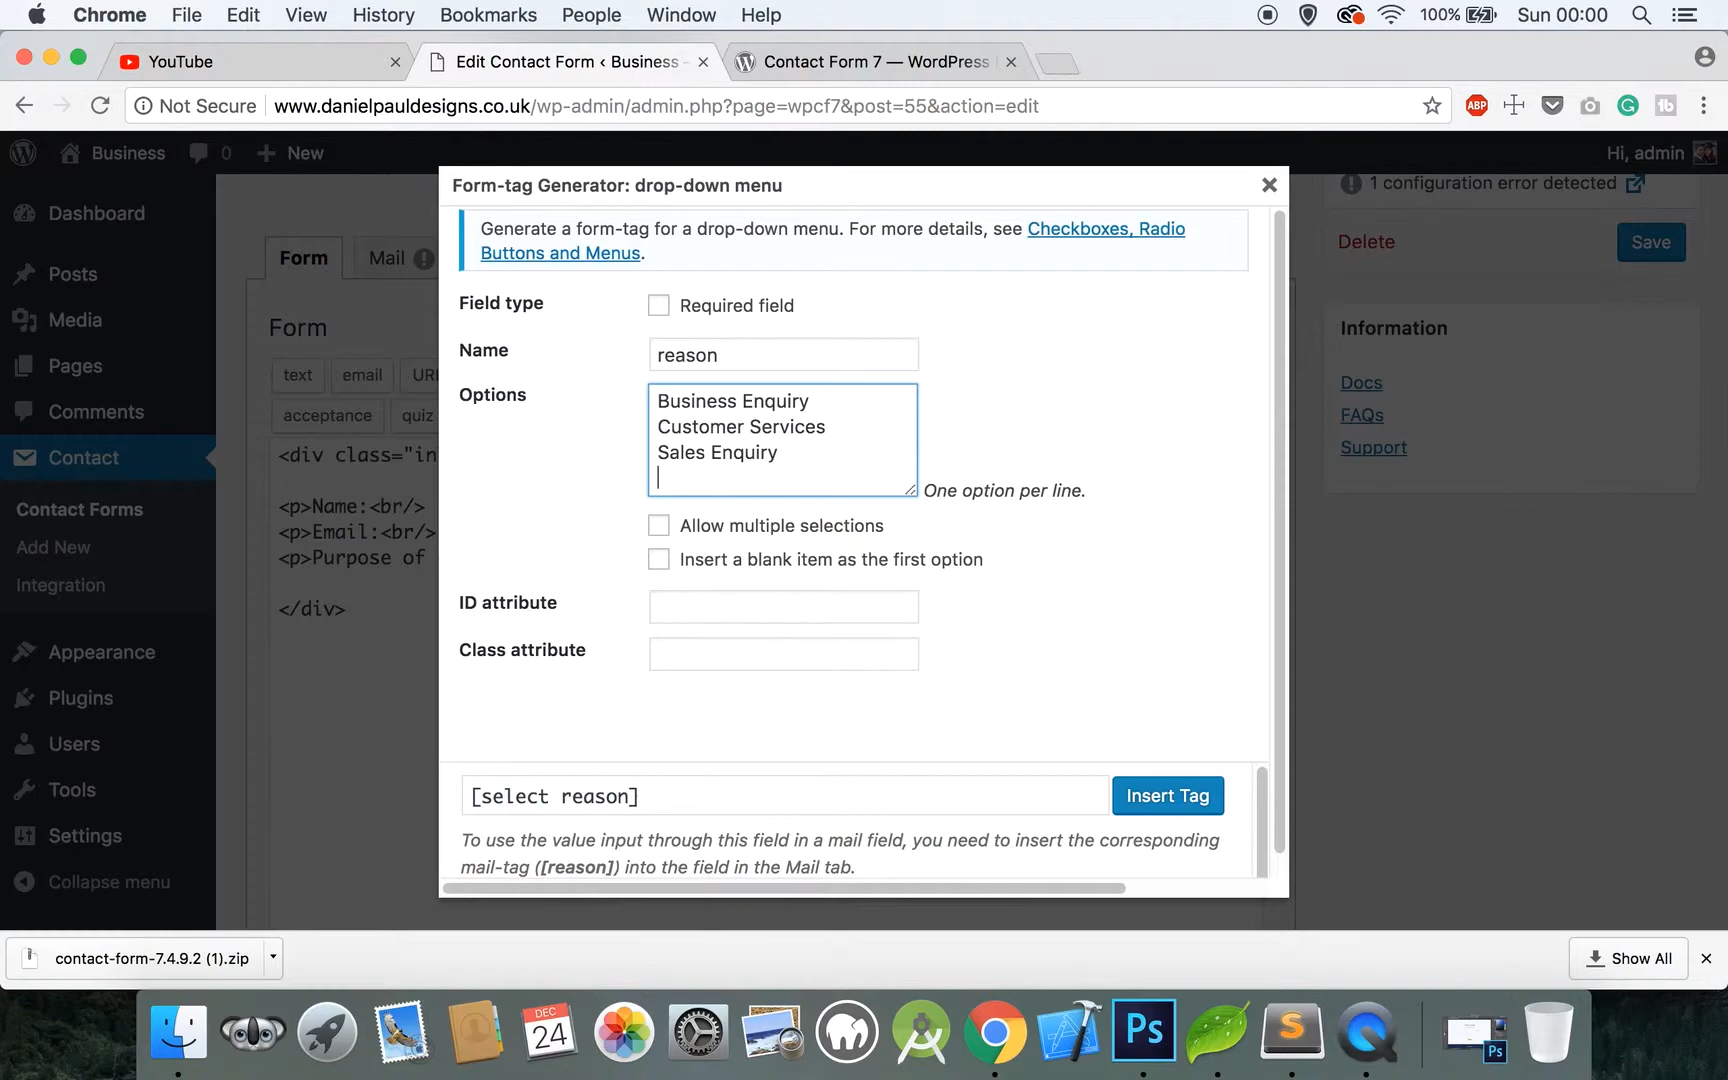 Chrome File Edit View History Bookmarks People Window Help 100% Sun 00:00
YouTube
Edit Contact Form ‹ Business -
Contact Form 7 — WordPress
Not Secure www.danielpauldesigns.co.uk/wp-admin/admin.php?page=wpcf7&post=55&action=edit
ABP
Business 0 New Hi, admin
Dashboard
Posts
Media
Pages
Comments
Contact
Contact Forms
Add New
Integration
Appearance
Plugins
Users
Tools
Settings
Collapse menu
Form Mail
Form
text email
acceptance quiz
<div class="in
<p>Name:<br/>
<p>Email:<br/>
<p>Purpose of
</div>
Form-tag Generator: drop-down menu
Generate a form-tag for a drop-down menu. For more details, see Checkboxes, Radio
Buttons and Menus.
Field type Required field
Name reason
Options
Business Enquiry
Customer Services
Sales Enquiry
One option per line.
Allow multiple selections
Insert a blank item as the first option
ID attribute
Class attribute
[select reason] Insert Tag
To use the value input through this field in a mail field, you need to insert the corresponding
mail-tag ([reason]) into the field in the Mail tab.
1 configuration error detected
Delete Save
Information
Docs
FAQs
Support
contact-form-7.4.9.2 (1).zip Show All
DEC
24
Ps
Ps